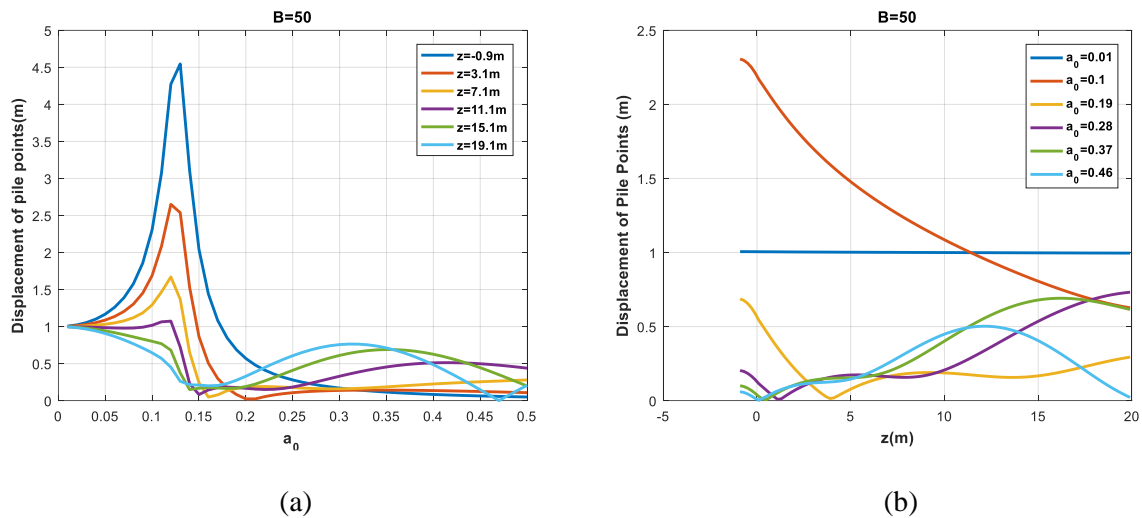 B=50
Displacement of pile points(m)
5
4.5
4
3.5
3
2.5
2
1.5
1
0.5
0
z=-0.9m
z=3.1m
z=7.1m
z=11.1m
z=15.1m
z=19.1m
0 0.05 0.1 0.15 0.2 0.25 0.3 0.35 0.4 0.45 0.5
a0
(a)
B=50
Displacement of Pile Points (m)
2.5
2
1.5
1
0.5
0
a0=0.01
a0=0.1
a0=0.19
a0=0.28
a0=0.37
a0=0.46
-5 0 5 10 15 20
z(m)
(b)